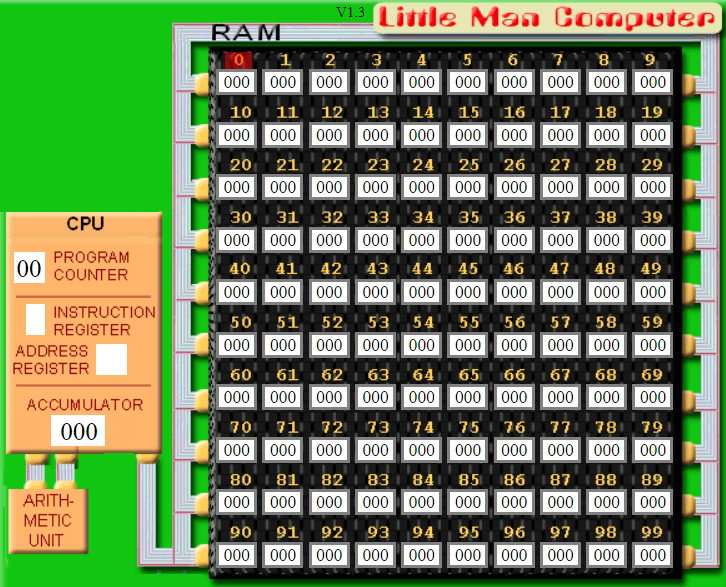 V1.3 Little Man Computer
RAM
0 1 2 3 4 5 6 7 8 9
000 000 000 000 000 000 000 000 000 000
10 11 12 13 14 15 16 17 18 19
000 000 000 000 000 000 000 000 000 000
20 21 22 23 24 25 26 27 28 29
000 000 000 000 000 000 000 000 000 000
30 31 32 33 34 35 36 37 38 39
000 000 000 000 000 000 000 000 000 000
40 41 42 43 44 45 46 47 48 49
000 000 000 000 000 000 000 000 000 000
50 51 52 53 54 55 56 57 58 59
000 000 000 000 000 000 000 000 000 000
60 61 62 63 64 65 66 67 68 69
000 000 000 000 000 000 000 000 000 000
70 71 72 73 74 75 76 77 78 79
000 000 000 000 000 000 000 000 000 000
80 81 82 83 84 85 86 87 88 89
000 000 000 000 000 000 000 000 000 000
90 91 92 93 94 95 96 97 98 99
000 000 000 000 000 000 000 000 000 000
CPU
00 PROGRAM
COUNTER
INSTRUCTION
REGISTER
ADDRESS
REGISTER
ACCUMULATOR
000
ARITH-
METIC
UNIT